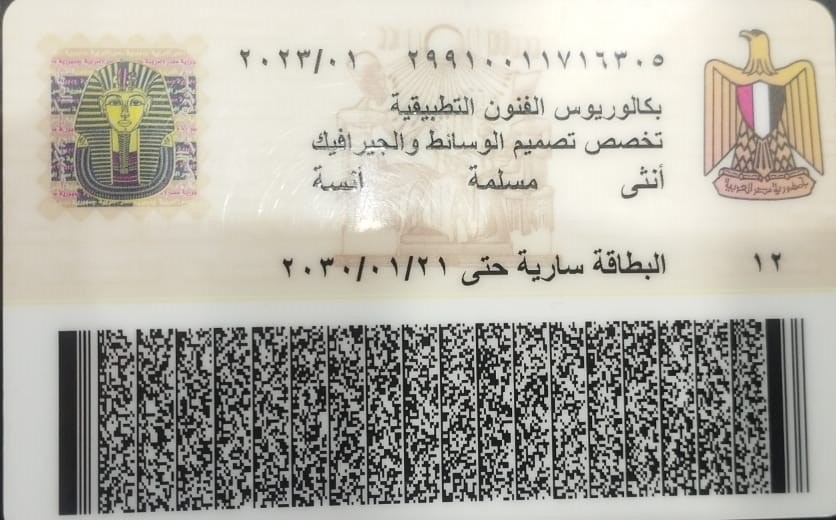 ٢٩٩١٠٠١١٧١٦٣٠٥ ٢٠٢٣/٠١
بكالوريوس الفنون التطبيقية
تخصص تصميم الوسائط والجيرافيك
أنثى مسلمة آنسة
البطاقة سارية حتى ٢٠٣٠/٠١/٢١
١٢
جمهورية مصر العربية